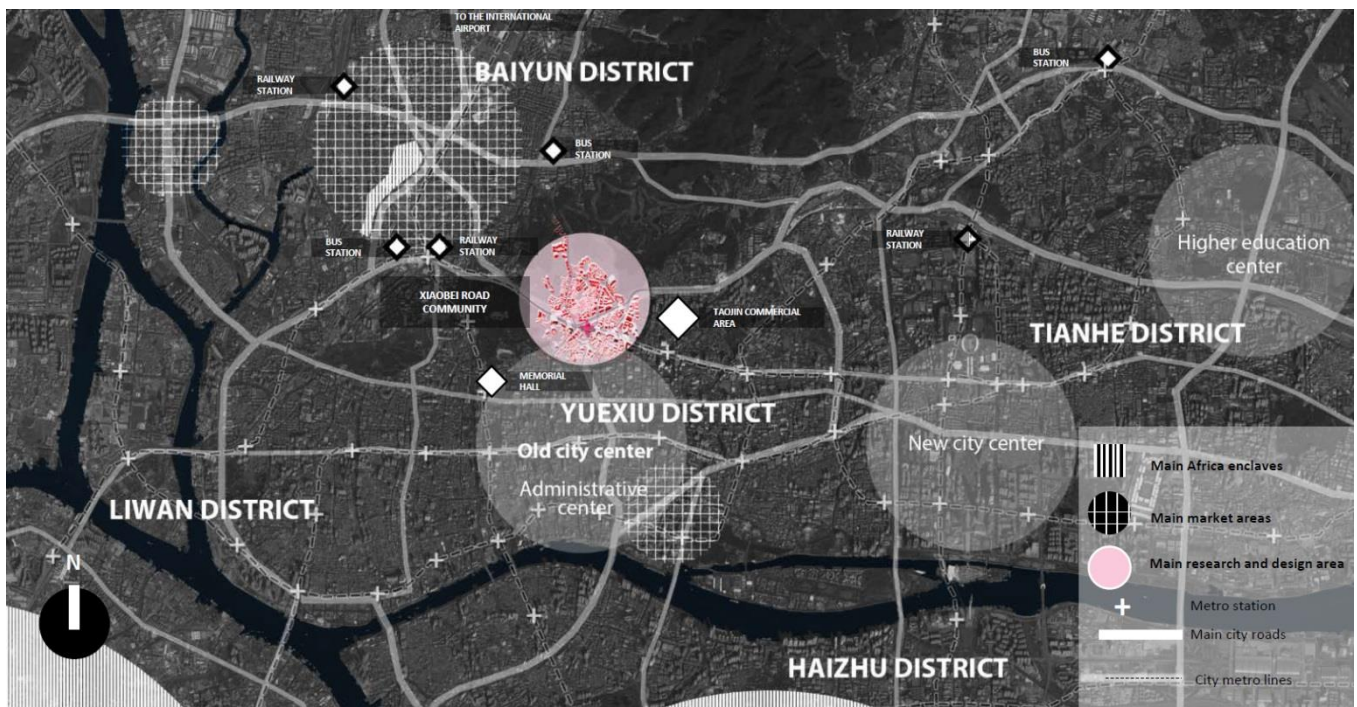 TO THE INTERNATIONAL
AIRPORT
BAIYUN DISTRICT
BUS
STATION
RAILWAY
STATION
BUS
STATION
BUS
STATION
RAILWAY
STATION
RAILWAY
STATION
Higher education
center
XIAOBEI ROAD
COMMUNITY
TAOJIN COMMERCIAL
AREA
TIANHE DISTRICT
MEMORIAL
HALL
YUEXIU DISTRICT
Old city center
New city center
Administrative
center
LIWAN DISTRICT
N
HAIZHU DISTRICT
Main Africa enclaves
Main market areas
Main research and design area
Metro station
Main city roads
City metro lines